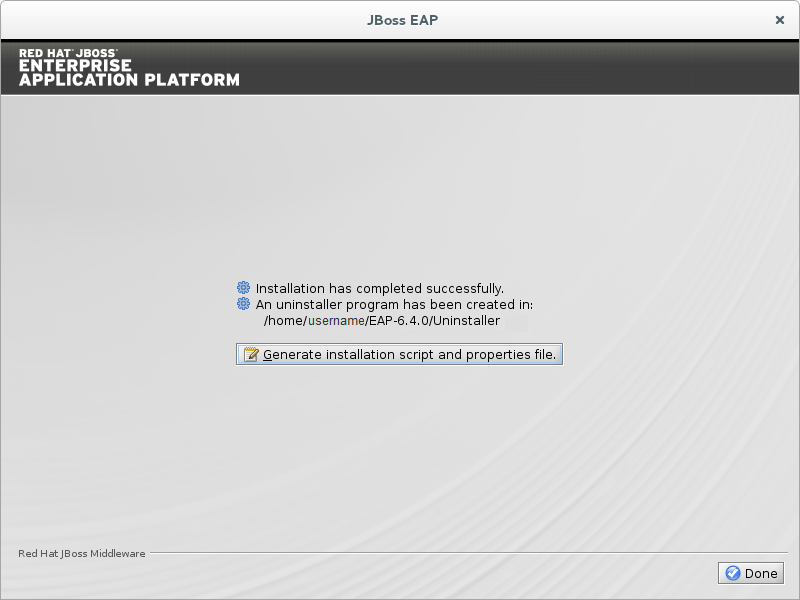 JBoss EAP
RED HAT® JBOSS®
ENTERPRISE
APPLICATION PLATFORM
Installation has completed successfully.
An uninstaller program has been created in:
/home/username/EAP-6.4.0/Uninstaller
Generate installation script and properties file.
Red Hat JBoss Middleware
Done